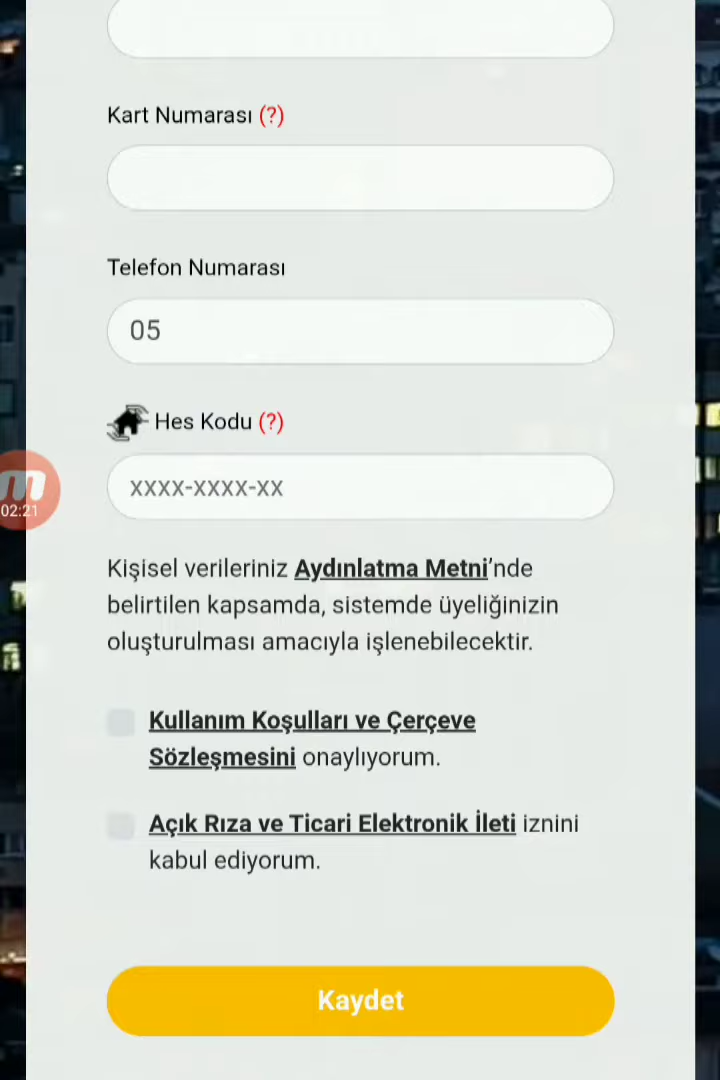 Kart Numarası (?)
Telefon Numarası
05
Hes Kodu (?)
XXXX-XXXX-XX
m
02:21
Kişisel verileriniz Aydınlatma Metni'nde
belirtilen kapsamda, sistemde üyeliğinizin
oluşturulması amacıyla işlenebilecektir.
Kullanım Koşulları ve Çerçeve
Sözleşmesini onaylıyorum.
Açık Rıza ve Ticari Elektronik İleti iznini
kabul ediyorum.
Kaydet